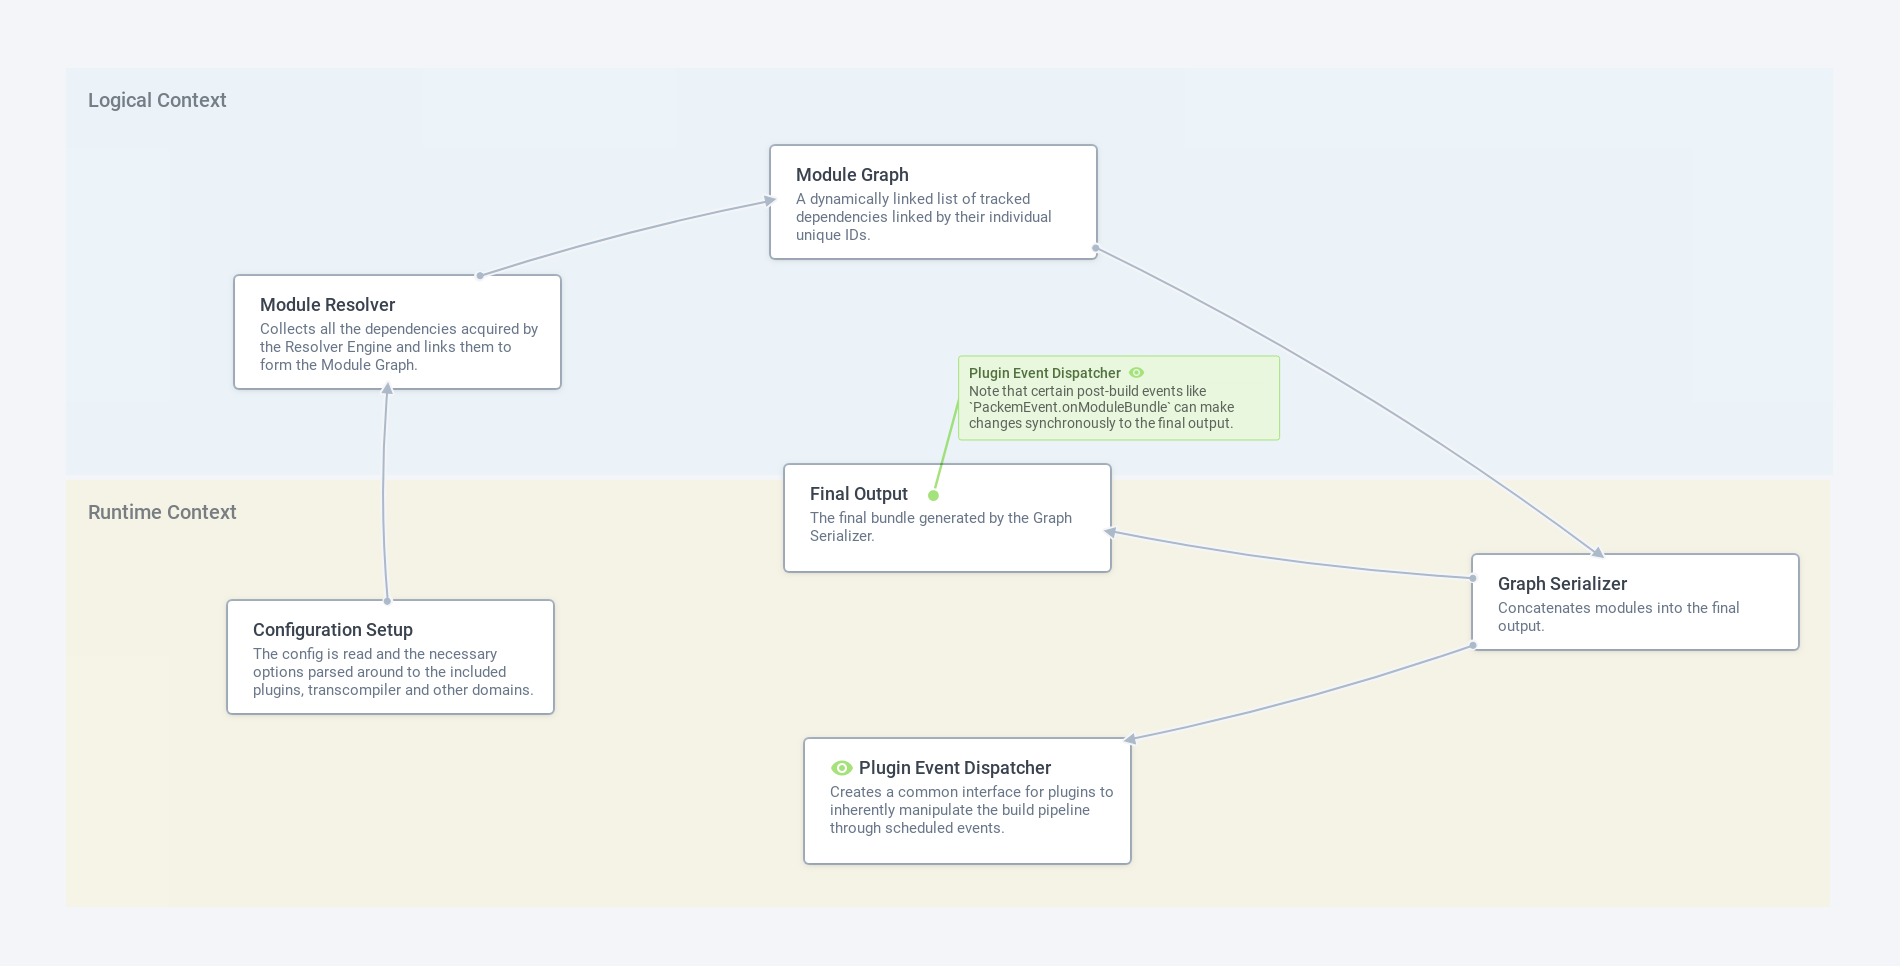 Logical Context
Module Graph
A dynamically linked list of tracked
dependencies linked by their individual
unique IDs.
Module Resolver
Collects all the dependencies acquired by
the Resolver Engine and links them to
form the Module Graph.
Plugin Event Dispatcher
Note that certain post-build events like
`PackemEvent.onModuleBundle` can make
changes synchronously to the final output.
Runtime Context
Final Output
The final bundle generated by the Graph
Serializer.
Graph Serializer
Concatenates modules into the final
output.
Configuration Setup
The config is read and the necessary
options parsed around to the included
plugins, transcompiler and other domains.
Plugin Event Dispatcher
Creates a common interface for plugins to
inherently manipulate the build pipeline
through scheduled events.